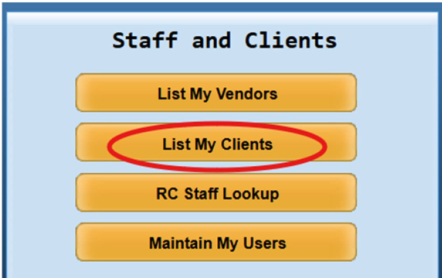 Staff and Clients
List My Vendors
List My Clients
RC Staff Lookup
Maintain My Users